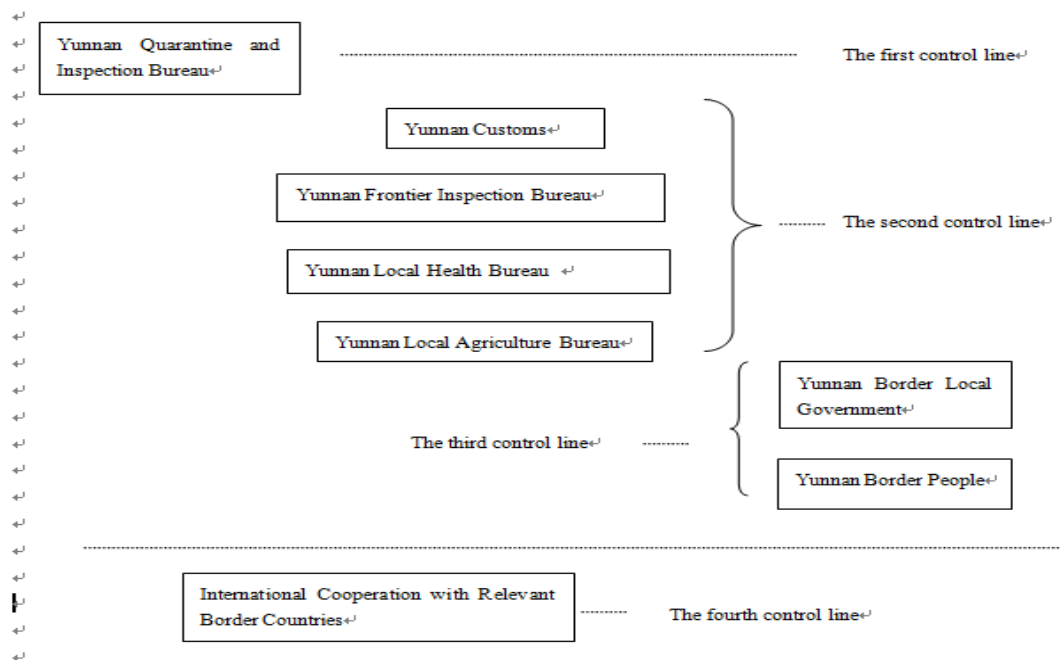 Yunnan Quarantine and
Inspection Bureau
The first control line
Yunnan Customs
Yunnan Frontier Inspection Bureau
The second control line
Yunnan Local Health Bureau
Yunnan Local Agriculture Bureau
Yunnan Border Local
Government
The third control line
Yunnan Border People
International Cooperation with Relevant
Border Countries
The fourth control line